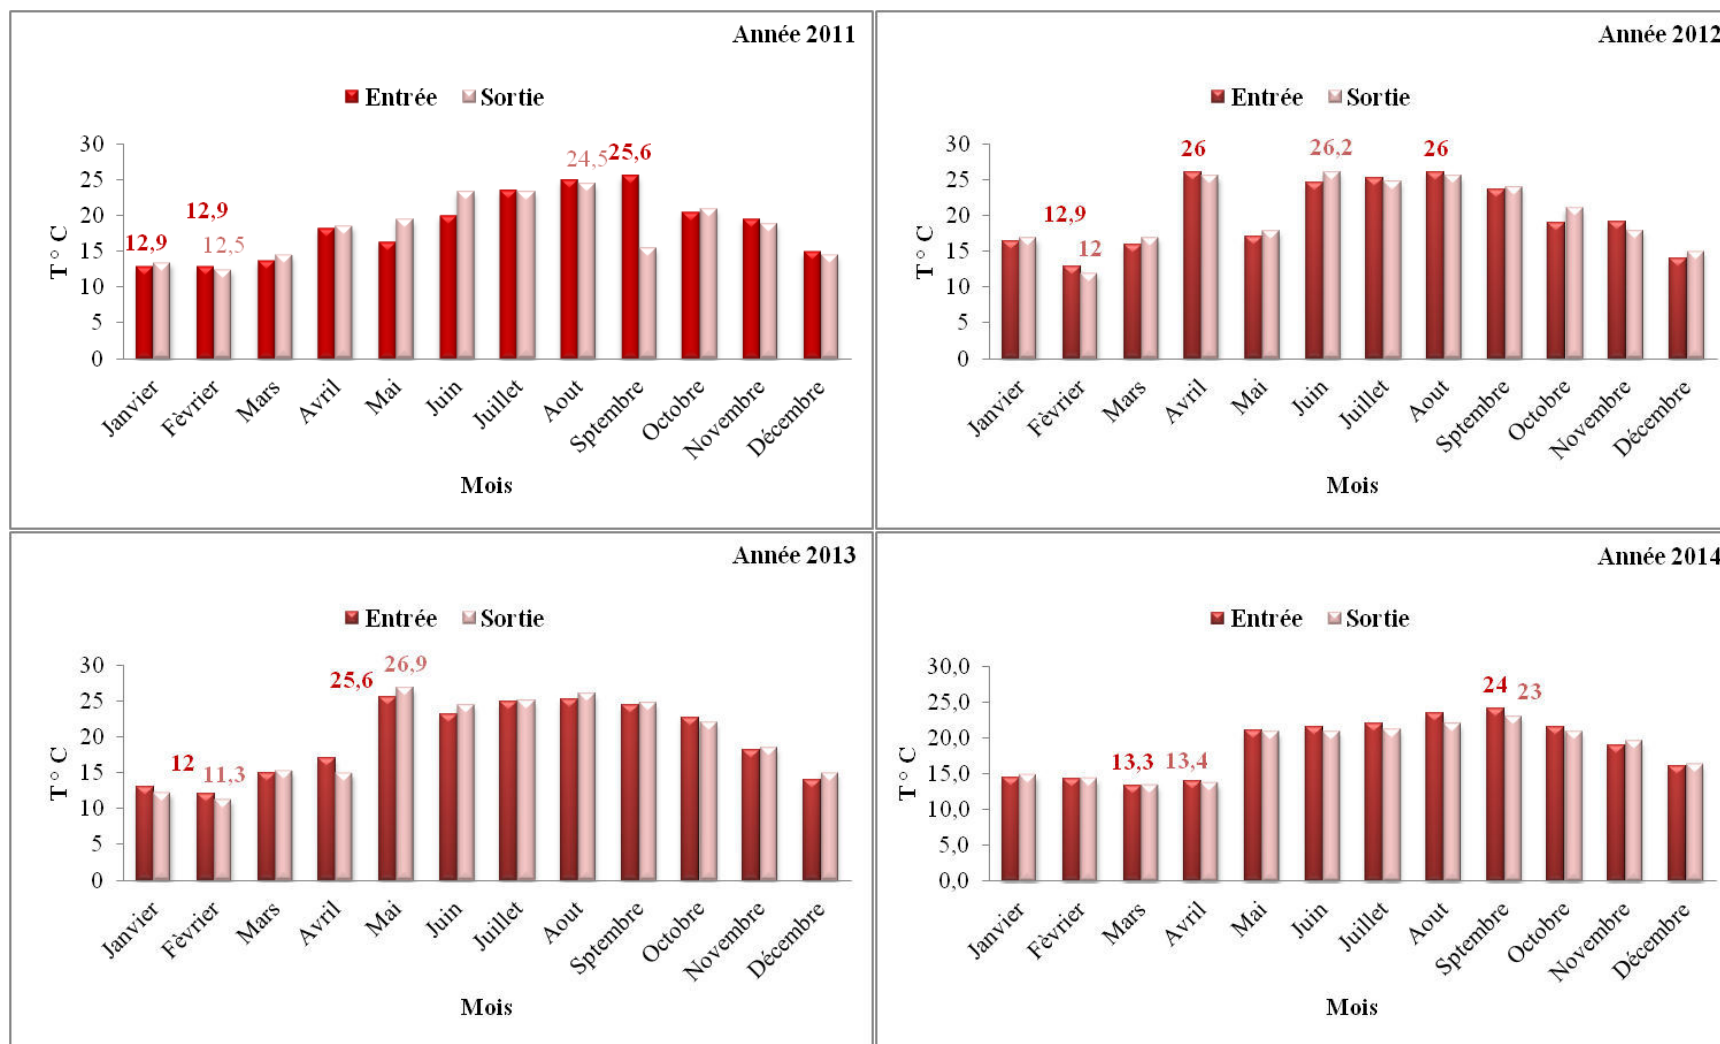 Année 2011
Entrée Sortie
T° C
30
25
20
15
10
5
0
12,9
12,9
12,5
24,5
25,6
Janvier
Fèvrier
Mars
Avril
Mai
Juin
Juillet
Aout
Sptembre
Octobre
Novembre
Décembre
Mois
Année 2012
Entrée Sortie
T° C
30
25
20
15
10
5
0
12,9
12
26
26,2
26
Janvier
Fèvrier
Mars
Avril
Mai
Juin
Juillet
Aout
Sptembre
Octobre
Novembre
Décembre
Mois
Année 2013
Entrée Sortie
T° C
30
25
20
15
10
5
0
12
11,3
25,6
26,9
Janvier
Fèvrier
Mars
Avril
Mai
Juin
Juillet
Aout
Sptembre
Octobre
Novembre
Décembre
Mois
Année 2014
Entrée Sortie
T° C
30,0
25,0
20,0
15,0
10,0
5,0
0,0
13,3
13,4
24
23
Janvier
Fèvrier
Mars
Avril
Mai
Juin
Juillet
Aout
Sptembre
Octobre
Novembre
Décembre
Mois